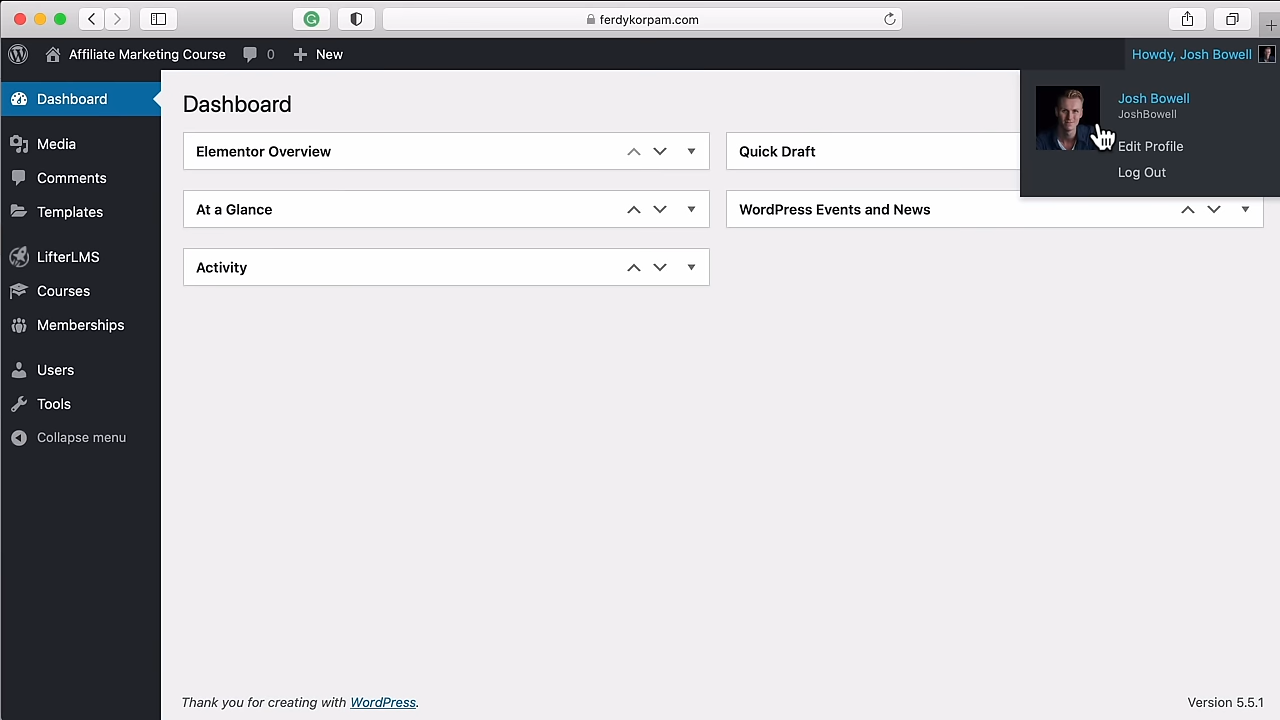 ferdykorpam.com
Affiliate Marketing Course 0 New Howdy, Josh Bowell
Josh Bowell
JoshBowell
Edit Profile
Log Out
Dashboard
Media
Comments
Templates
LifterLMS
Courses
Memberships
Users
Tools
Collapse menu
Dashboard
Elementor Overview
At a Glance
Activity
Quick Draft
WordPress Events and News
Thank you for creating with WordPress. Version 5.5.1